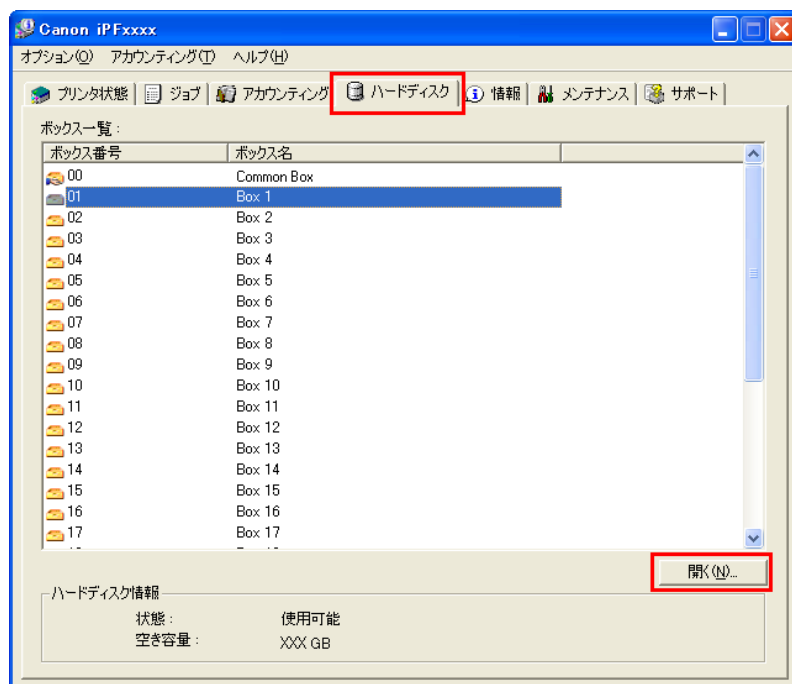 Canon iPFxxxx
オプション(O) アカウンティング(T) ヘルプ(H)
プリンタ状態 ジョブ アカウンティング ハードディスク 情報 メンテナンス サポート
ボックス一覧:
ボックス番号 ボックス名
00 Common Box
01 Box 1
02 Box 2
03 Box 3
04 Box 4
05 Box 5
06 Box 6
07 Box 7
08 Box 8
09 Box 9
10 Box 10
11 Box 11
12 Box 12
13 Box 13
14 Box 14
15 Box 15
16 Box 16
17 Box 17
開く(N)...
ハードディスク情報
状態: 使用可能
空き容量: XXX GB